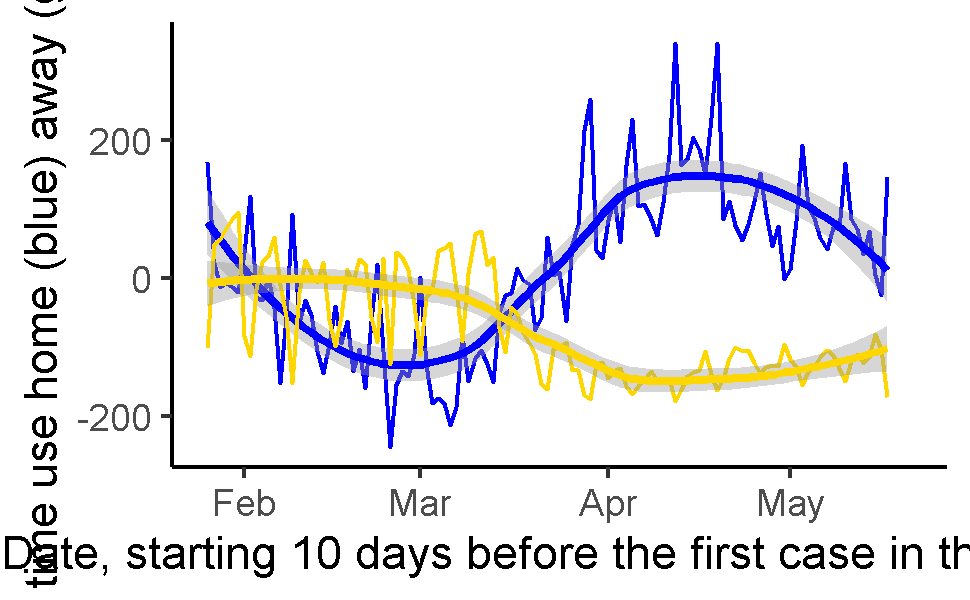 time use home (blue) away (
200
0
-200
Feb Mar Apr May
Date, starting 10 days before the first case in th